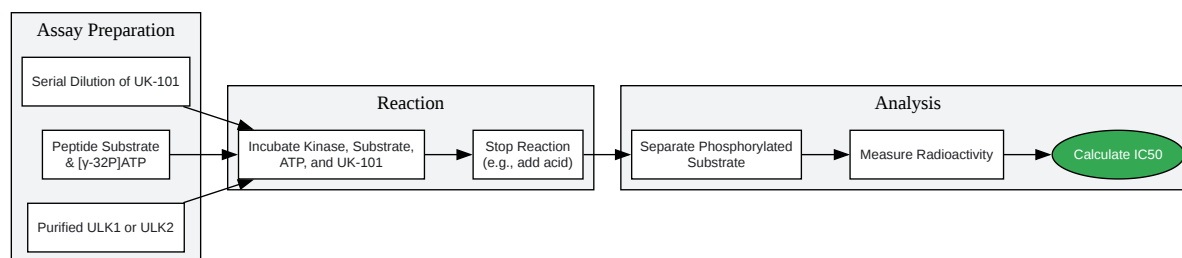 Assay Preparation
Serial Dilution of UK-101
Peptide Substrate
& [γ-32P]ATP
Purified ULK1 or ULK2
Reaction
Incubate Kinase, Substrate,
ATP, and UK-101
Stop Reaction
(e.g., add acid)
Analysis
Separate Phosphorylated
Substrate
Measure Radioactivity
Calculate IC50